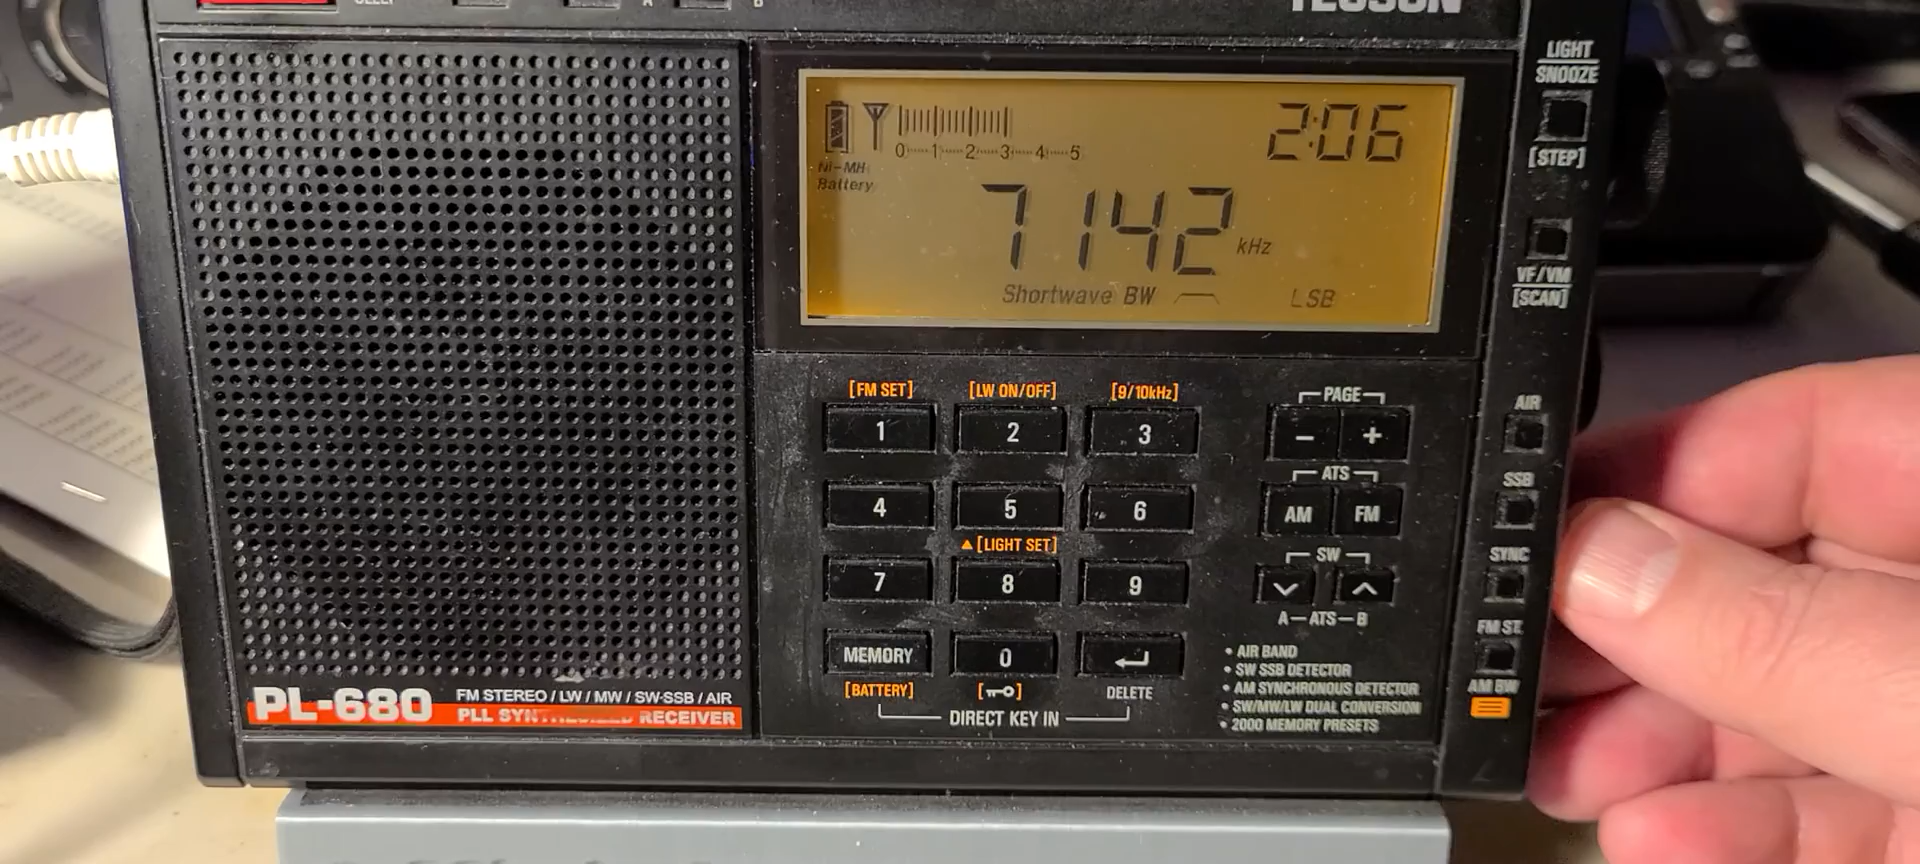 TECSUN
LIGHT
SNOOZE
[STEP]
0 1 2 3 4 5
2:06
Ni-MH
Battery
7142 kHz
Shortwave BW
LSB
VF/VM
[SCAN]
[FM SET] [LW ON/OFF] [9/10kHz]
1 2 3
PAGE
- +
AIR
ATS
AM FM
SSB
4 5 6
[LIGHT SET]
7 8 9
SW
A-ATS-B
SYNC
FM ST.
MEMORY 0
[BATTERY] DELETE
DIRECT KEY IN
• AIR BAND
• SW SSB DETECTOR
• AM SYNCHRONOUS DETECTOR
• SW/MW/LW DUAL CONVERSION
• 2000 MEMORY PRESETS
AM BW
PL-680
FM STEREO / LW / MW / SW-SSB / AIR
PLL SYNTHESIZED RECEIVER